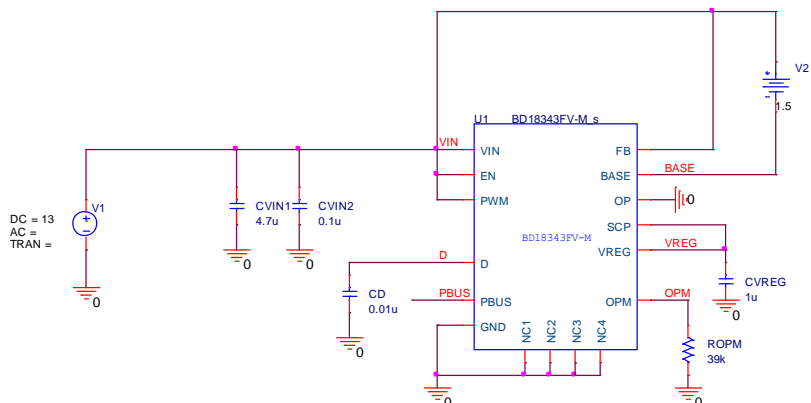 V2
1.5
U1 BD18343FV-M_s
VIN
VIN FB
EN BASE BASE
PWM OP 0
SCP
BD18343FV-M
VREG VREG
D D
PBUS PBUS
OPM OPM
GND
NC1 NC2 NC3 NC4
V1
DC = 13
AC =
TRAN =
0
CVIN1
4.7u
0
CVIN2
0.1u
0
CD
0.01u
0
0
CVREG
1u
0
ROPM
39k
0